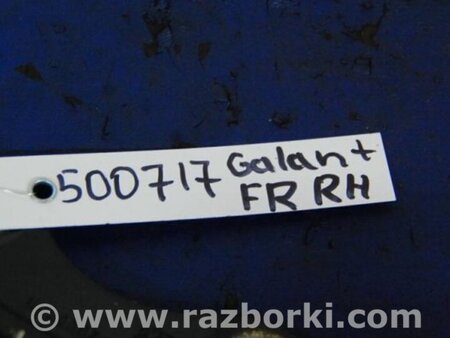 500717 Galant
FR RH
© www.razborki.com